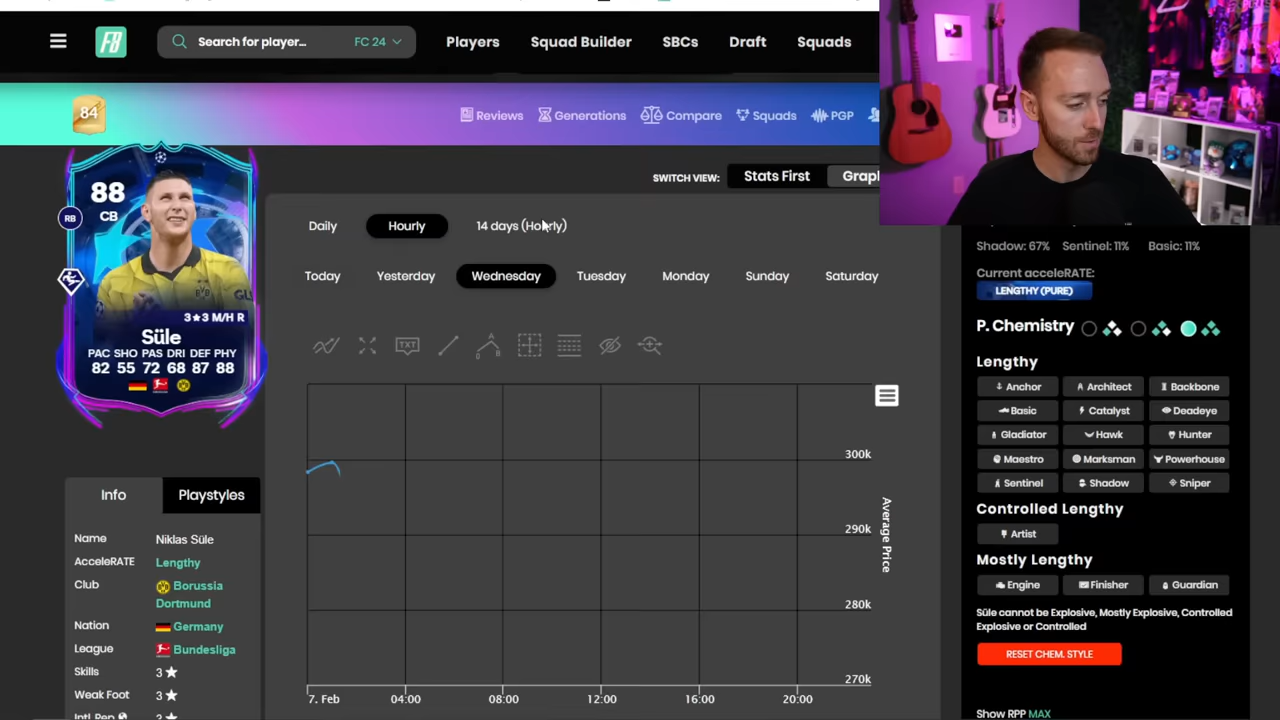 FB
Search for player...
FC 24
Players
Squad Builder
SBCs
Draft
Squads
84
Reviews
Generations
Compare
Squads
PGP
SWITCH VIEW:
Stats First
88
CB
RB
3★3 M/H R
Süle
PAC SHO PAS DRI DEF PHY
82 55 72 68 87 88
Daily
Hourly
14 days (Hourly)
Today
Yesterday
Wednesday
Tuesday
Monday
Sunday
Saturday
TXT
300k
290k
280k
270k
Average Price
7. Feb
04:00
08:00
12:00
16:00
20:00
Info
Playstyles
Name
Niklas Süle
AcceleRATE
Lengthy
Club
Borussia
Dortmund
Nation
Germany
League
Bundesliga
Skills
3 ★
Weak Foot
3 ★
Shadow: 67% Sentinel: 11% Basic: 11%
Current acceleRATE:
LENGTHY (PURE)
P. Chemistry
Lengthy
Anchor
Architect
Backbone
Basic
Catalyst
Deadeye
Gladiator
Hawk
Hunter
Maestro
Marksman
Powerhouse
Sentinel
Shadow
Sniper
Controlled Lengthy
Artist
Mostly Lengthy
Engine
Finisher
Guardian
Süle cannot be Explosive, Mostly Explosive, Controlled
Explosive or Controlled
RESET CHEM. STYLE
Show RPP MAX